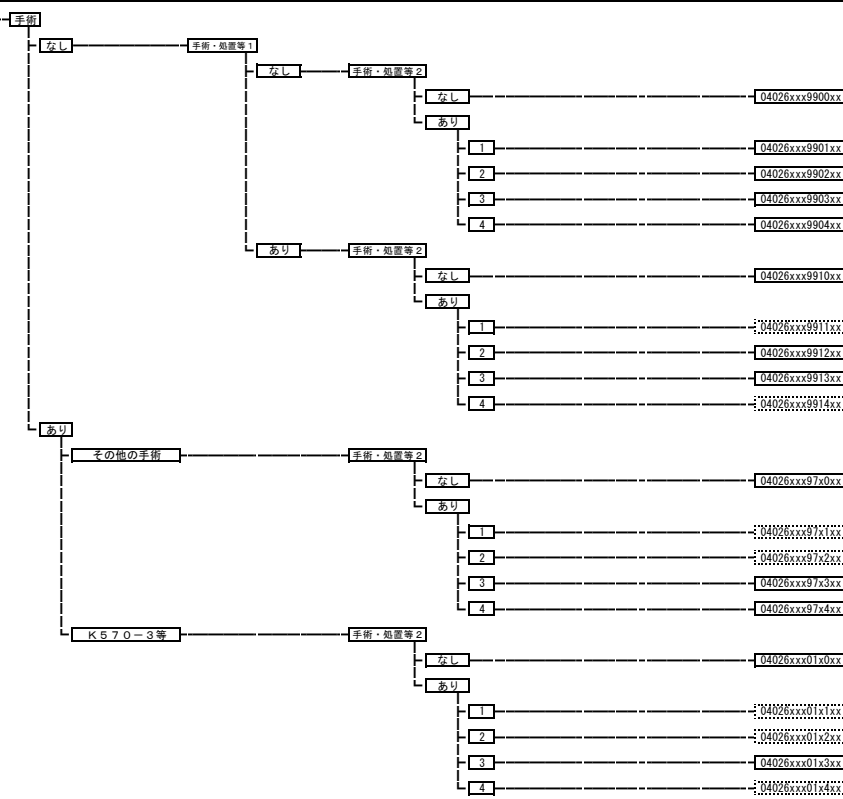 手術
なし 手術・処置等1
なし 手術・処置等2
なし 04026xxx9900xx
あり
1 04026xxx9901xx
2 04026xxx9902xx
3 04026xxx9903xx
4 04026xxx9904xx
あり 手術・処置等2
なし 04026xxx9910xx
あり
1 04026xxx9911xx
2 04026xxx9912xx
3 04026xxx9913xx
4 04026xxx9914xx
あり
その他の手術 手術・処置等2
なし 04026xxx97x0xx
あり
1 04026xxx97x1xx
2 04026xxx97x2xx
3 04026xxx97x3xx
4 04026xxx97x4xx
K570-3等 手術・処置等2
なし 04026xxx01x0xx
あり
1 04026xxx01x1xx
2 04026xxx01x2xx
3 04026xxx01x3xx
4 04026xxx01x4xx